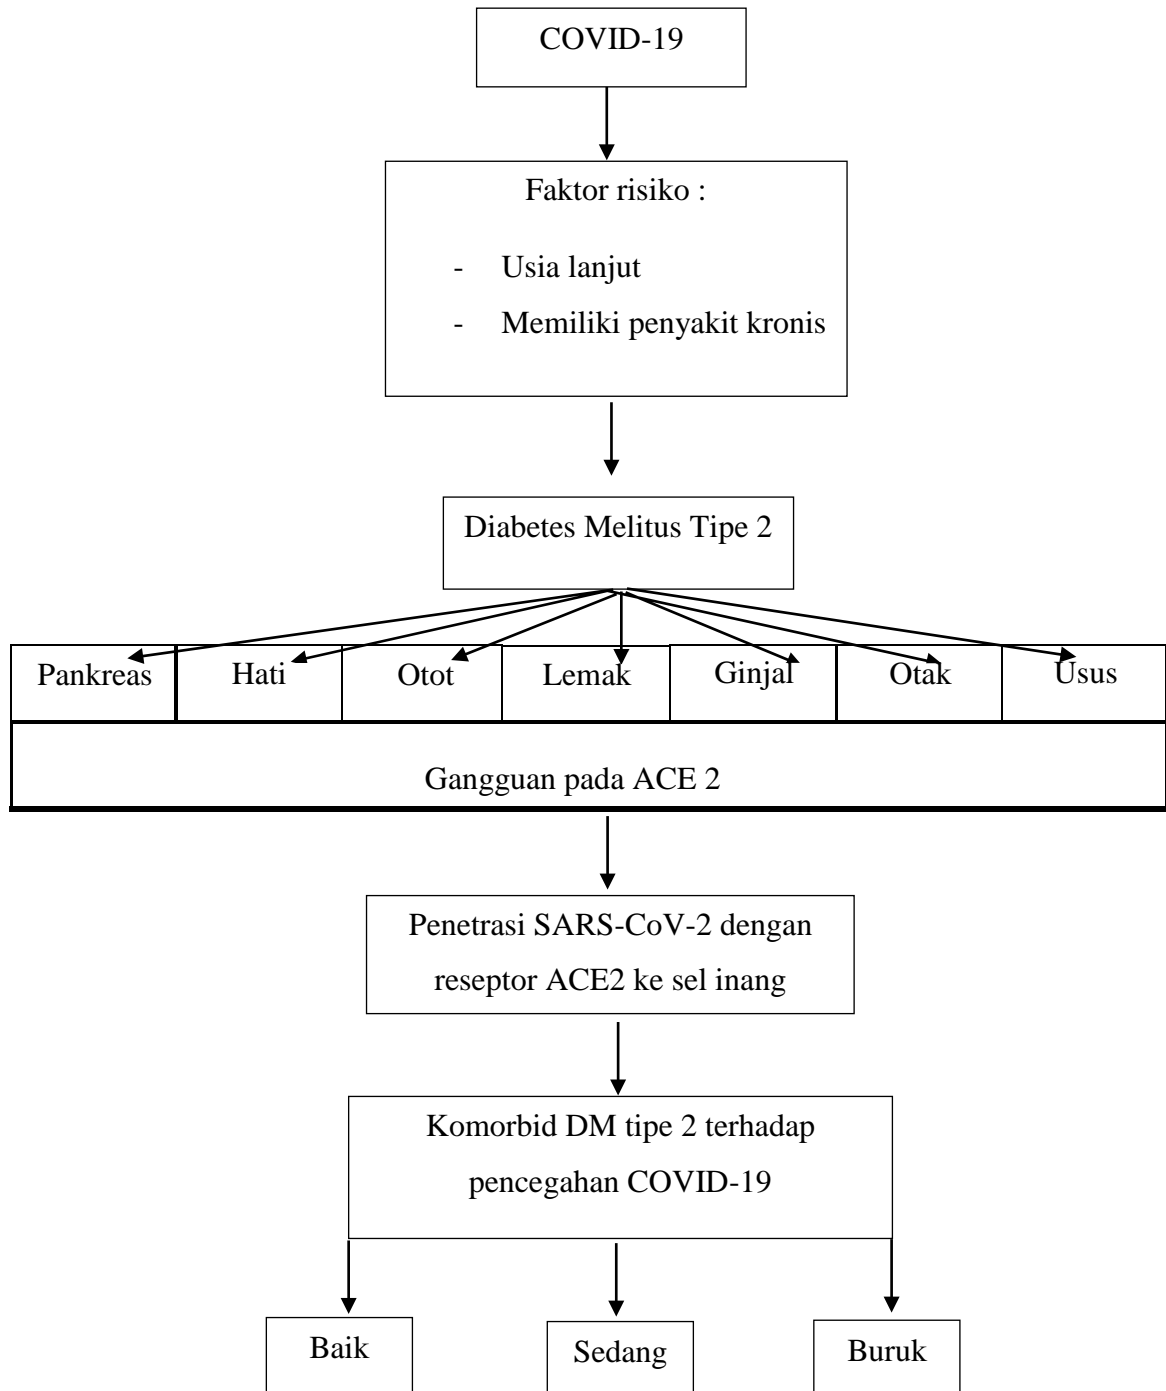 COVID-19
Faktor risiko :
- Usia lanjut
- Memiliki penyakit kronis
Diabetes Melitus Tipe 2
Pankreas
Hati
Otot
Lemak
Ginjal
Otak
Usus
Gangguan pada ACE 2
Penetrasi SARS-CoV-2 dengan
reseptor ACE2 ke sel inang
Komorbid DM tipe 2 terhadap
pencegahan COVID-19
Baik
Sedang
Buruk